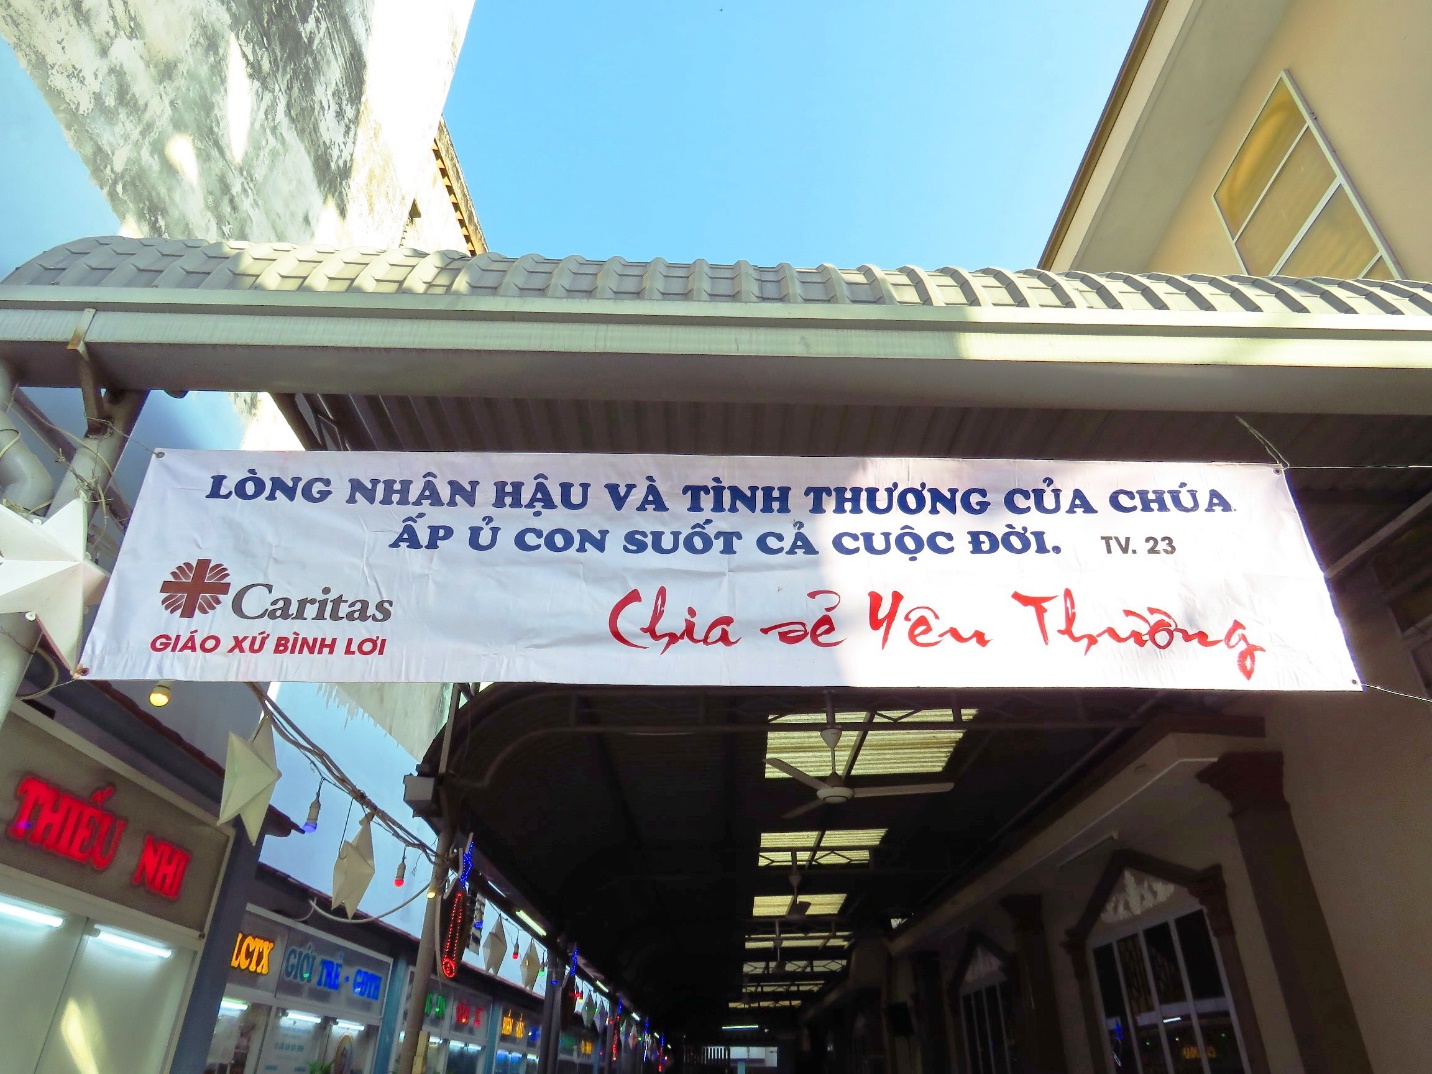 LÒNG NHÂN HẬU VÀ TÌNH THƯƠNG CỦA CHÚA
ẤP Ủ CON SUỐT CẢ CUỘC ĐỜI. TV. 23
Caritas
GIÁO XỨ BÌNH LỢI
Chia sẻ Yêu Thương
THIẾU NHI
LCTX
GIỚI TRẺ - GĐTH